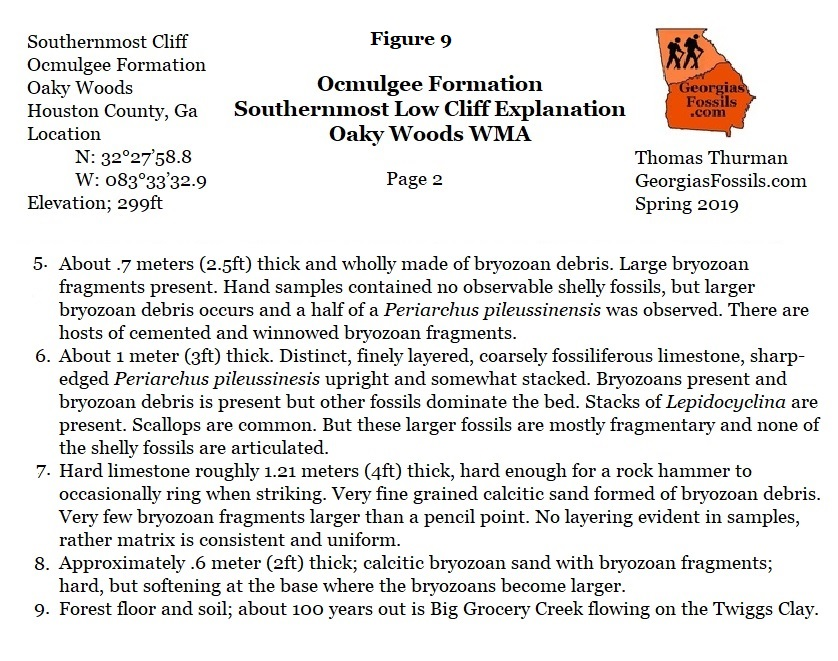 Southernmost Cliff
Ocmulgee Formation
Oaky Woods
Houston County, Ga
Location
N: 32°27’58.8
W: 083°33’32.9
Elevation; 299ft
Figure 9
Ocmulgee Formation
Southernmost Low Cliff Explanation
Oaky Woods WMA
Page 2
Georgias
Fossils
.com
Thomas Thurman
GeorgiasFossils.com
Spring 2019
5. About .7 meters (2.5ft) thick and wholly made of bryozoan debris. Large bryozoan
fragments present. Hand samples contained no observable shelly fossils, but larger
bryozoan debris occurs and a half of a Periarchus pileussinensis was observed. There are
hosts of cemented and winnowed bryozoan fragments.
6. About 1 meter (3ft) thick. Distinct, finely layered, coarsely fossiliferous limestone, sharp-
edged Periarchus pileussinesis upright and somewhat stacked. Bryozoans present and
bryozoan debris is present but other fossils dominate the bed. Stacks of Lepidocyclina are
present. Scallops are common. But these larger fossils are mostly fragmentary and none of
the shelly fossils are articulated.
7. Hard limestone roughly 1.21 meters (4ft) thick, hard enough for a rock hammer to
occasionally ring when striking. Very fine grained calcitic sand formed of bryozoan debris.
Very few bryozoan fragments larger than a pencil point. No layering evident in samples,
rather matrix is consistent and uniform.
8. Approximately .6 meter (2ft) thick; calcitic bryozoan sand with bryozoan fragments;
hard, but softening at the base where the bryozoans become larger.
9. Forest floor and soil; about 100 years out is Big Grocery Creek flowing on the Twiggs Clay.